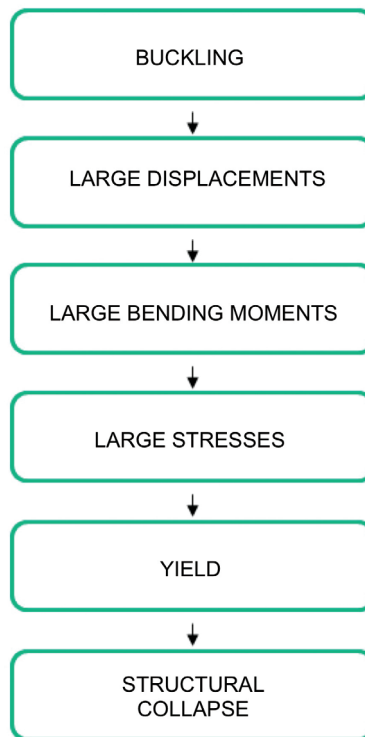 BUCKLING
LARGE DISPLACEMENTS
LARGE BENDING MOMENTS
LARGE STRESSES
YIELD
STRUCTURAL
COLLAPSE